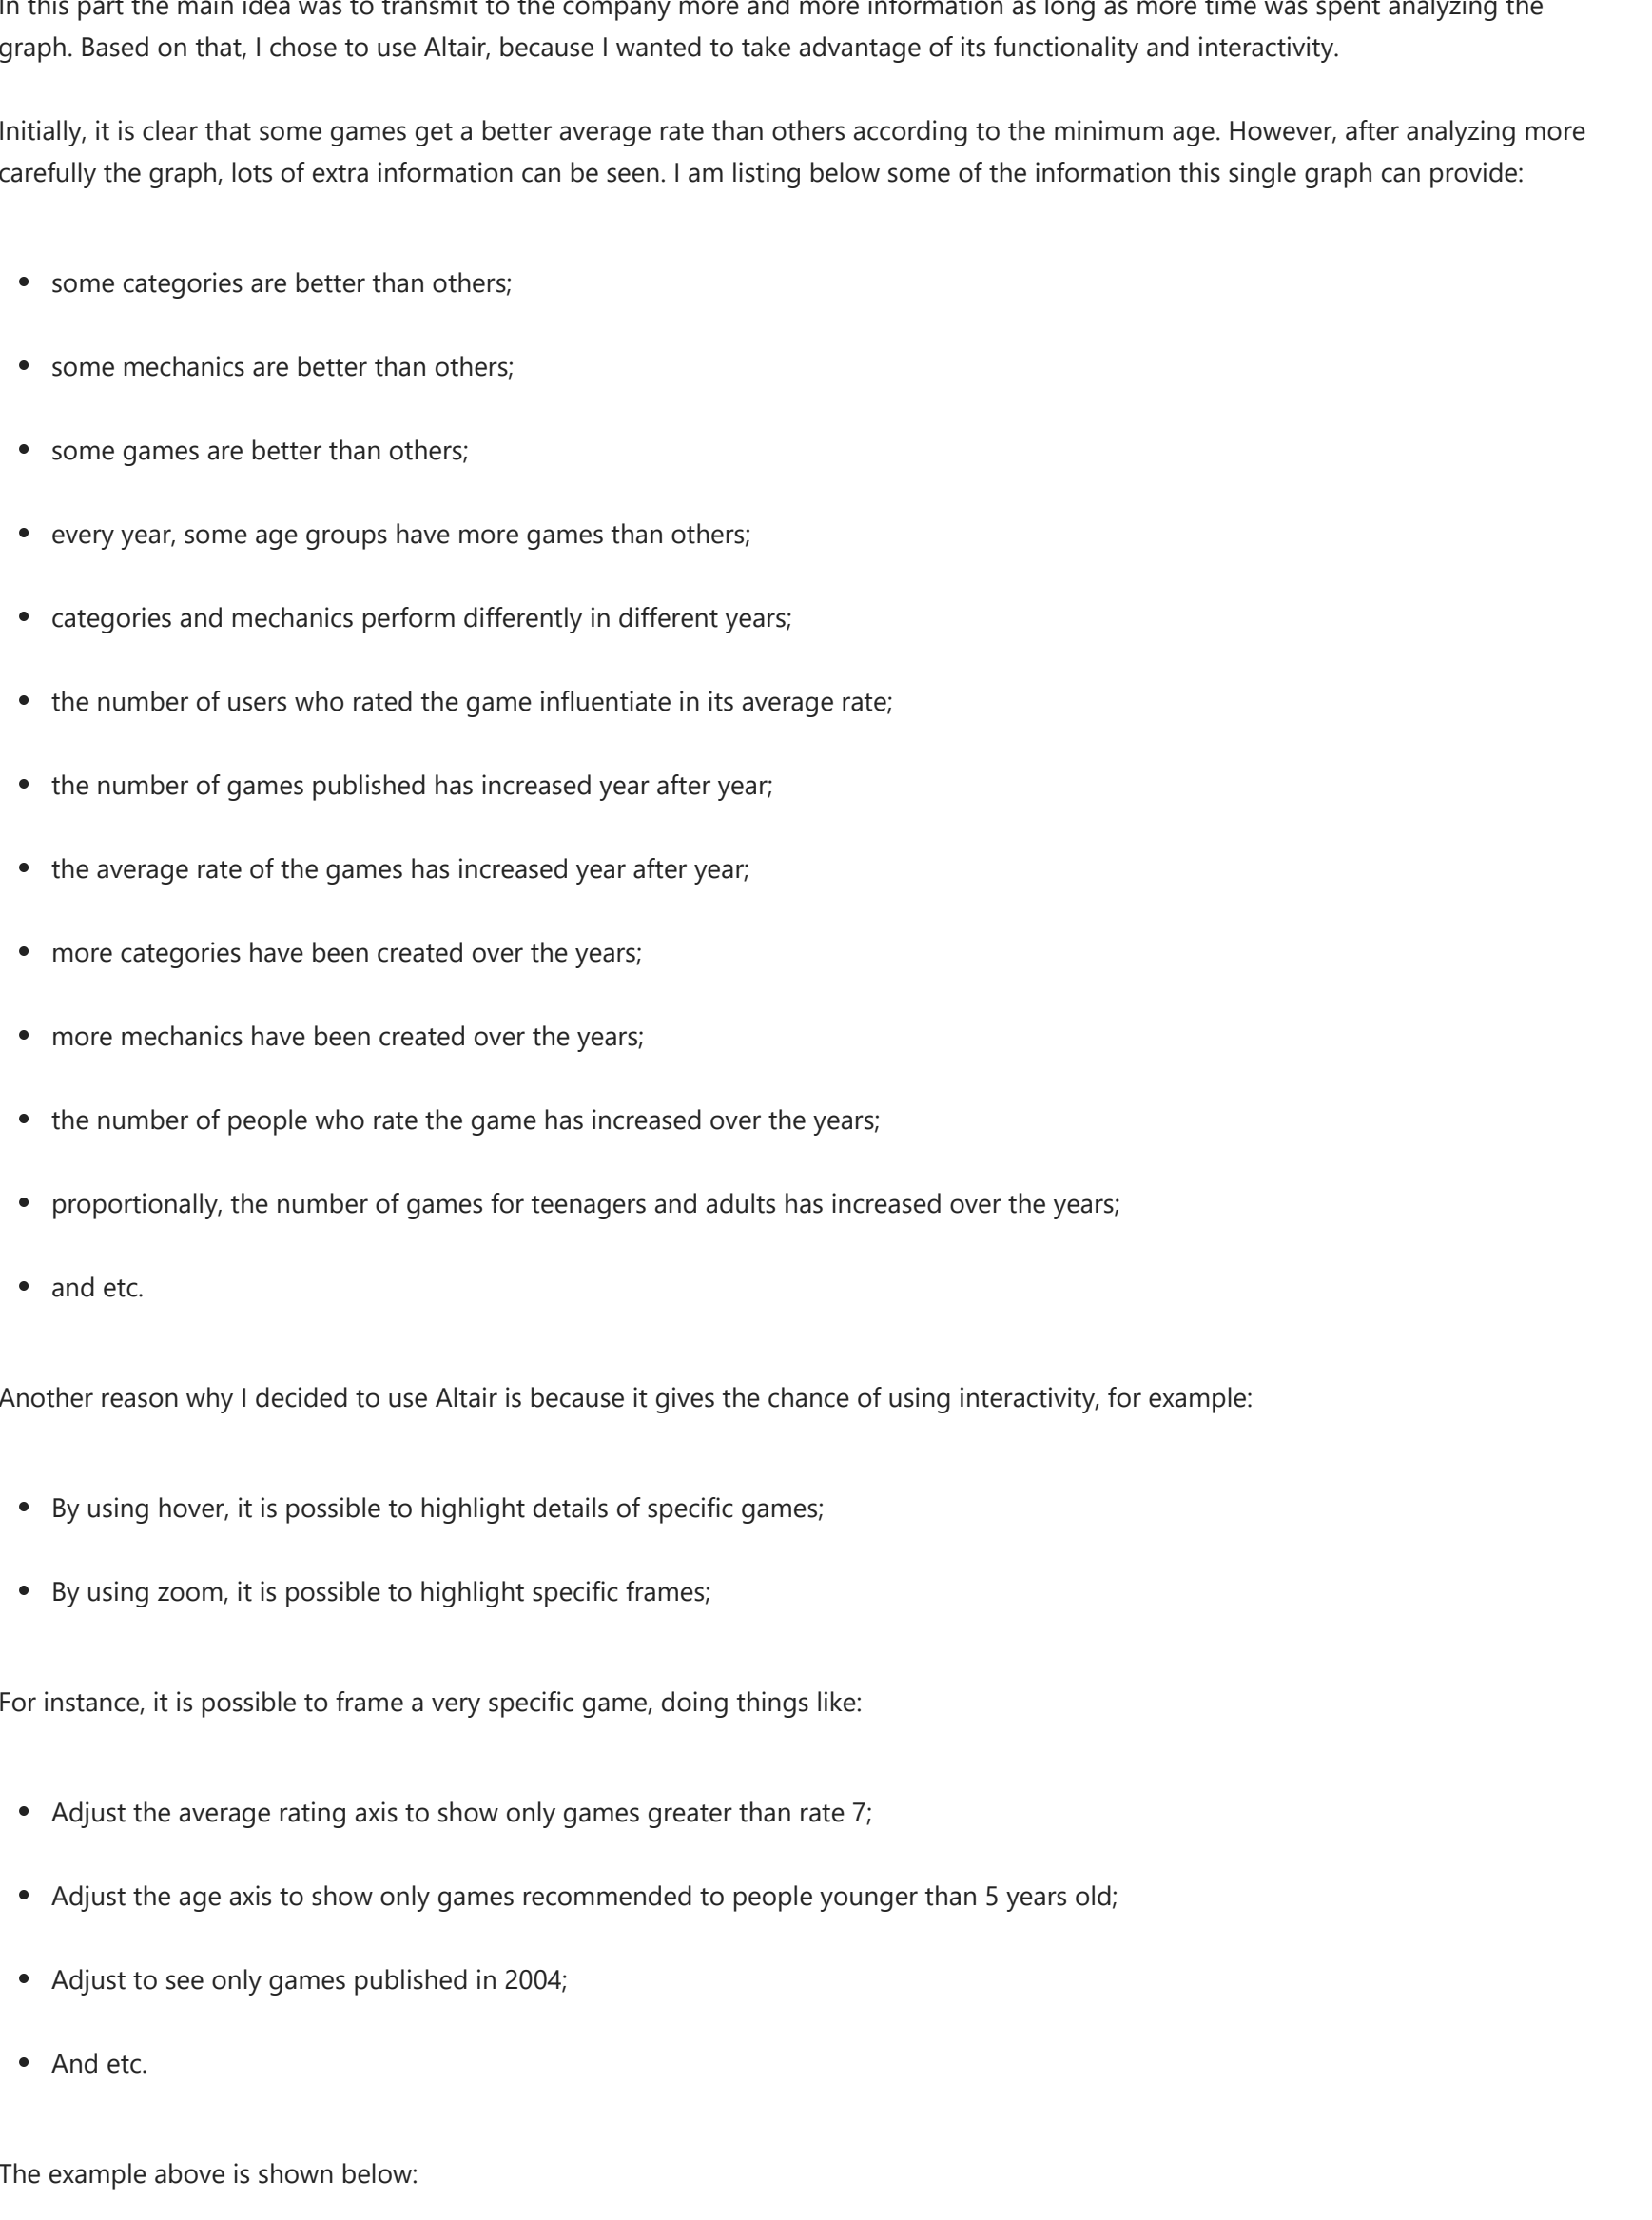 In this part the main idea was to transmit to the company more and more information as long as more time was spent analyzing the
graph. Based on that, I chose to use Altair, because I wanted to take advantage of its functionality and interactivity.
Initially, it is clear that some games get a better average rate than others according to the minimum age. However, after analyzing more
carefully the graph, lots of extra information can be seen. I am listing below some of the information this single graph can provide:
• some categories are better than others;
• some mechanics are better than others;
• some games are better than others;
• every year, some age groups have more games than others;
• categories and mechanics perform differently in different years;
• the number of users who rated the game influentiate in its average rate;
• the number of games published has increased year after year;
• the average rate of the games has increased year after year;
• more categories have been created over the years;
• more mechanics have been created over the years;
• the number of people who rate the game has increased over the years;
• proportionally, the number of games for teenagers and adults has increased over the years;
• and etc.
Another reason why I decided to use Altair is because it gives the chance of using interactivity, for example:
• By using hover, it is possible to highlight details of specific games;
• By using zoom, it is possible to highlight specific frames;
For instance, it is possible to frame a very specific game, doing things like:
• Adjust the average rating axis to show only games greater than rate 7;
• Adjust the age axis to show only games recommended to people younger than 5 years old;
• Adjust to see only games published in 2004;
• And etc.
The example above is shown below: